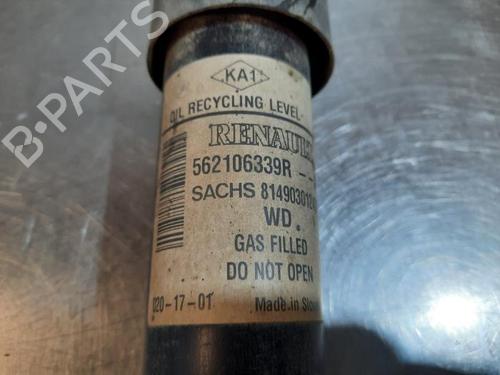 KA1
OIL RECYCLING LEVEL
RENAULT
562106339R - -
SACHS 8149030
WD.
GAS FILLED
DO NOT OPEN
020-17-01 Made in
B-PARTS